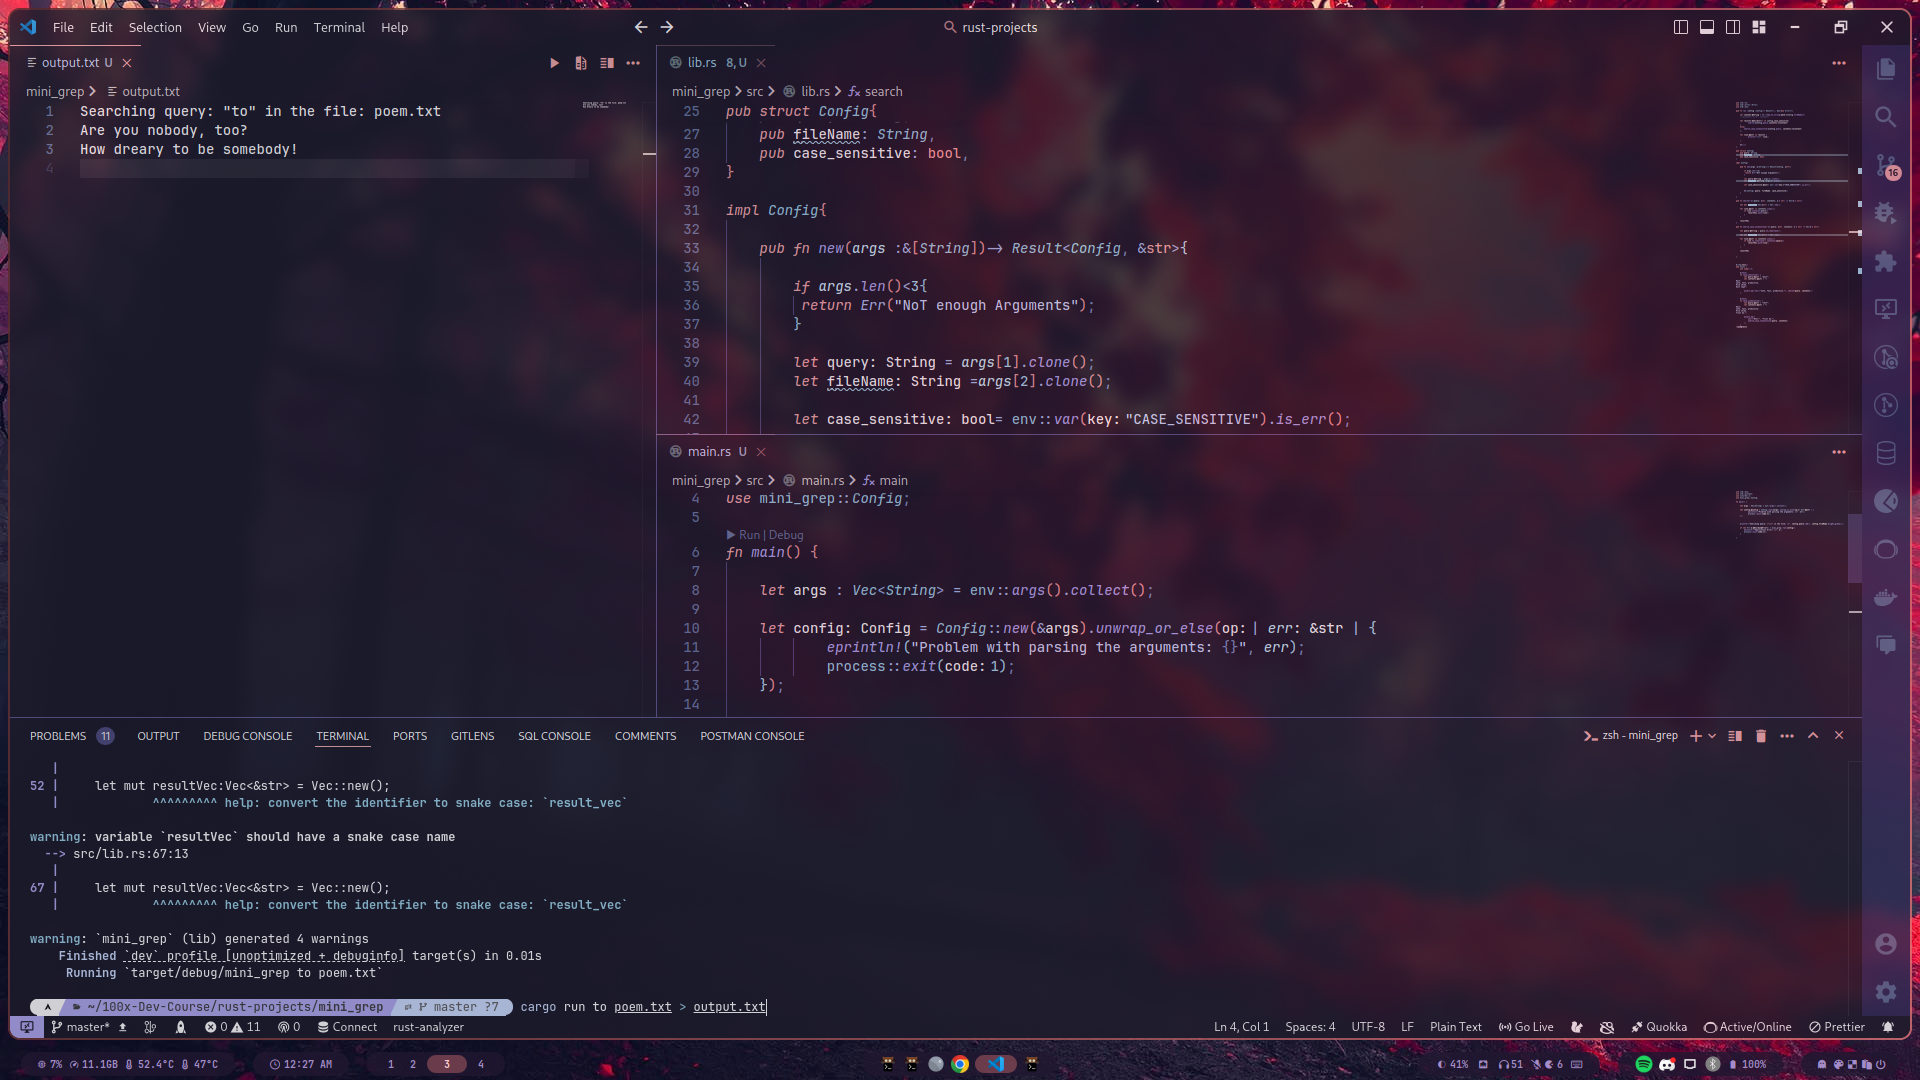 File Edit Selection View Go Run Terminal Help
rust-projects
output.txt U
mini_grep > output.txt
1 Searching query: "to" in the file: poem.txt
2 Are you nobody, too?
3 How dreary to be somebody!
4
lib.rs 8, U
mini_grep > src > lib.rs > search
25 pub struct Config{
27 pub fileName: String,
28 pub case_sensitive: bool,
29 }
30
31 impl Config{
32
33 pub fn new(args :&[String])-> Result<Config, &str>{
34
35 if args.len()<3{
36 return Err("NoT enough Arguments");
37 }
38
39 let query: String = args[1].clone();
40 let fileName: String =args[2].clone();
41
42 let case_sensitive: bool= env::var(key: "CASE_SENSITIVE").is_err();
main.rs U
mini_grep > src > main.rs > main
4 use mini_grep::Config;
5
Run | Debug
6 fn main() {
7
8 let args : Vec<String> = env::args().collect();
9
10 let config: Config = Config::new(&args).unwrap_or_else(op: | err: &str | {
11 eprintln!("Problem with parsing the arguments: {}", err);
12 process::exit(code: 1);
13 });
14
16
PROBLEMS 11 OUTPUT DEBUG CONSOLE TERMINAL PORTS GITLENS SQL CONSOLE COMMENTS POSTMAN CONSOLE
zsh - mini_grep
|
52 | let mut resultVec:Vec<&str> = Vec::new();
| ^^^^^^^^^ help: convert the identifier to snake case: `result_vec`
warning: variable `resultVec` should have a snake case name
--> src/lib.rs:67:13
|
67 | let mut resultVec:Vec<&str> = Vec::new();
| ^^^^^^^^^ help: convert the identifier to snake case: `result_vec`
warning: `mini_grep` (lib) generated 4 warnings
Finished `dev` profile [unoptimized + debuginfo] target(s) in 0.01s
Running `target/debug/mini_grep to poem.txt`
~/100x-Dev-Course/rust-projects/mini_grep master ?7 cargo run to poem.txt > output.txt
master* 0 11 0 Connect rust-analyzer
Ln 4, Col 1 Spaces: 4 UTF-8 LF Plain Text Go Live Quokka Active/Online Prettier
7% 11.1GB 52.4°C 47°C
12:27 AM
1 2 3 4
41% 51 6
100%